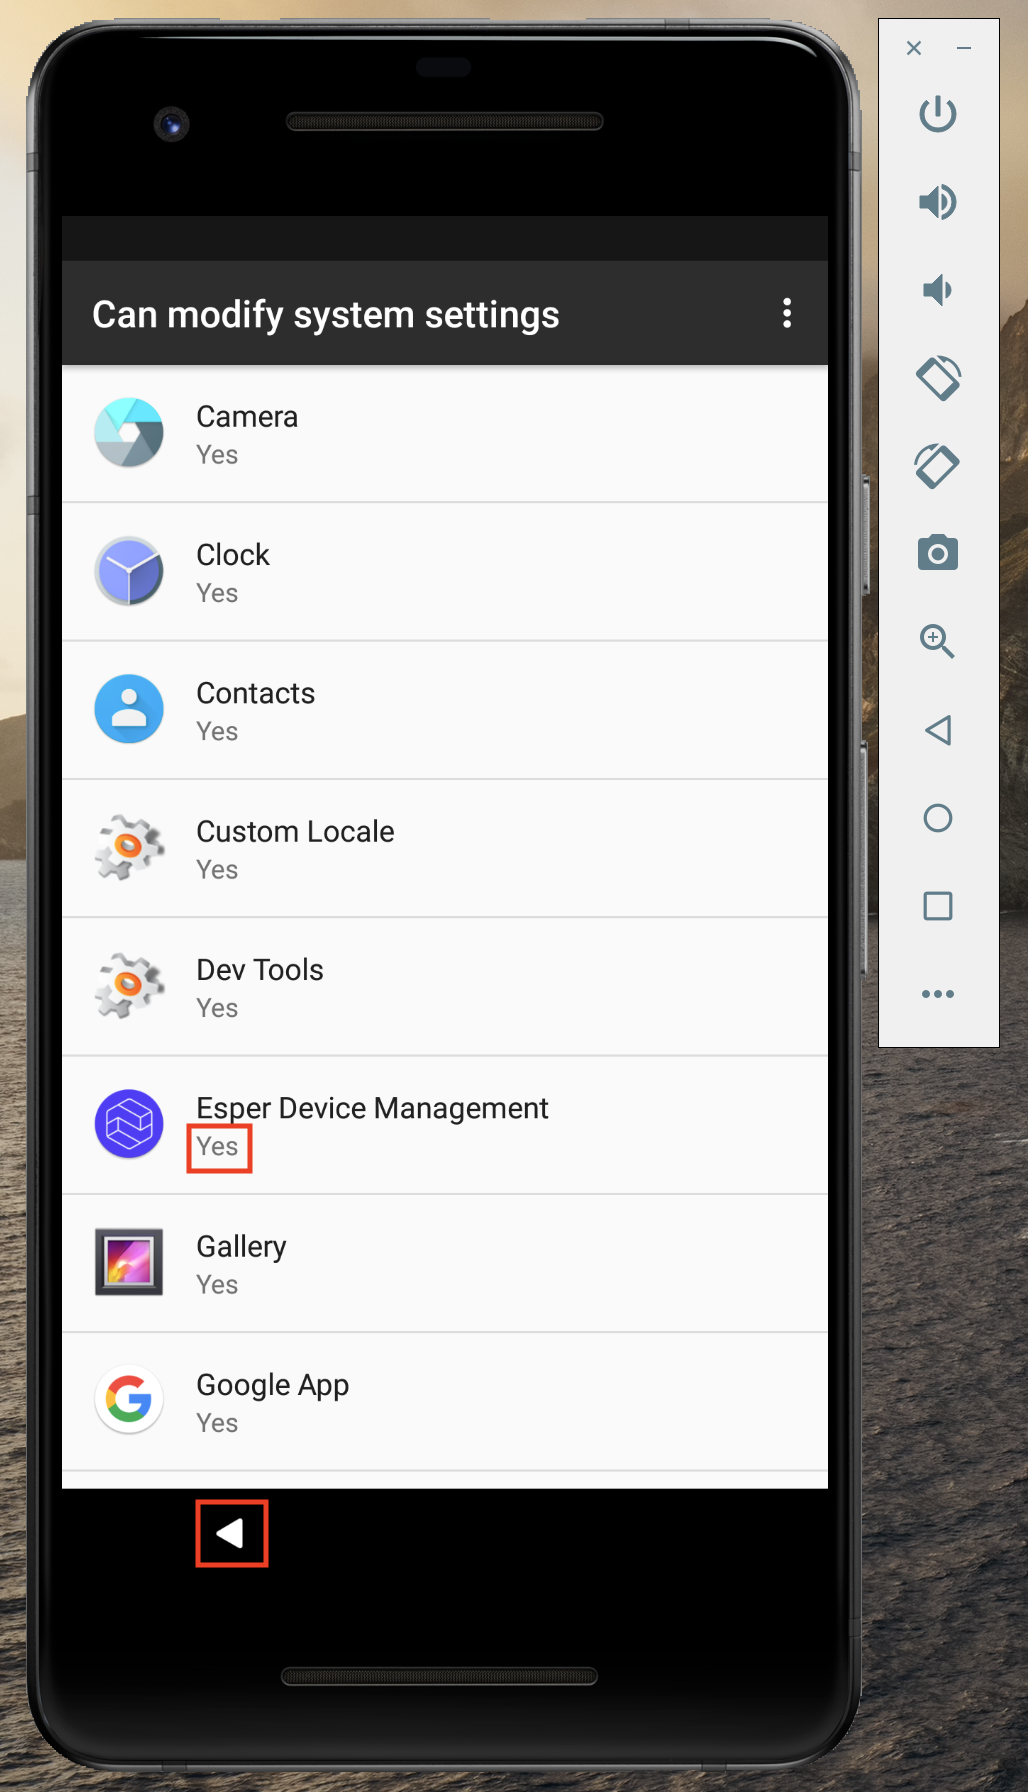 Can modify system settings
Camera
Yes
Clock
Yes
Contacts
Yes
Custom Locale
Yes
Dev Tools
Yes
Esper Device Management
Yes
Gallery
Yes
Google App
Yes